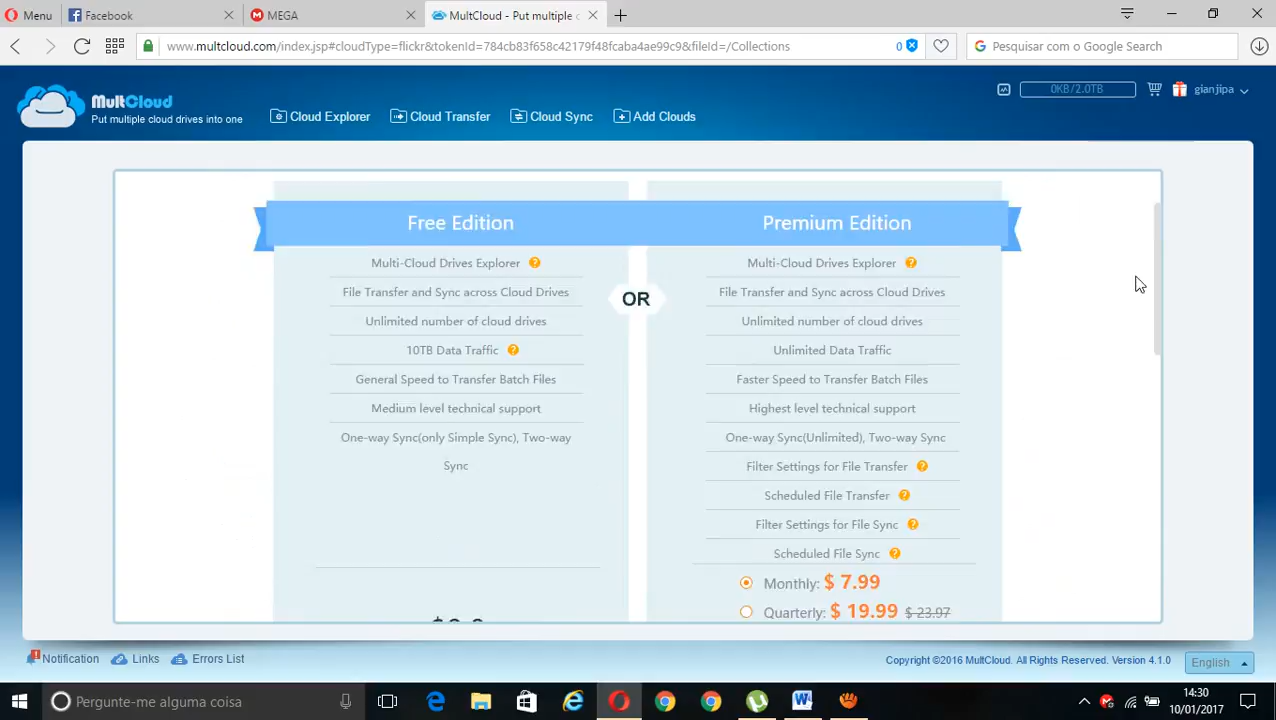 Menu
Facebook
MEGA
MultCloud - Put multiple c
www.multcloud.com/index.jsp#cloudType=flickr&tokenId=784cb83f658c42179f48fcaba4ae99c9&fileId=/Collections
0
Pesquisar com o Google Search
MultCloud
Put multiple cloud drives into one
Cloud Explorer
Cloud Transfer
Cloud Sync
Add Clouds
0KB/2.0TB
gianjipa
Free Edition
Multi-Cloud Drives Explorer ?
File Transfer and Sync across Cloud Drives
Unlimited number of cloud drives
10TB Data Traffic ?
General Speed to Transfer Batch Files
Medium level technical support
One-way Sync(only Simple Sync), Two-way
Sync
OR
Premium Edition
Multi-Cloud Drives Explorer ?
File Transfer and Sync across Cloud Drives
Unlimited number of cloud drives
Unlimited Data Traffic
Faster Speed to Transfer Batch Files
Highest level technical support
One-way Sync(Unlimited), Two-way Sync
Filter Settings for File Transfer ?
Scheduled File Transfer ?
Filter Settings for File Sync ?
Scheduled File Sync ?
Monthly: $ 7.99
Quarterly: $ 19.99 $ 23.97
Notification
Links
Errors List
Copyright ©2016 MultCloud. All Rights Reserved. Version 4.1.0
English
Pergunte-me alguma coisa
14:30
10/01/2017